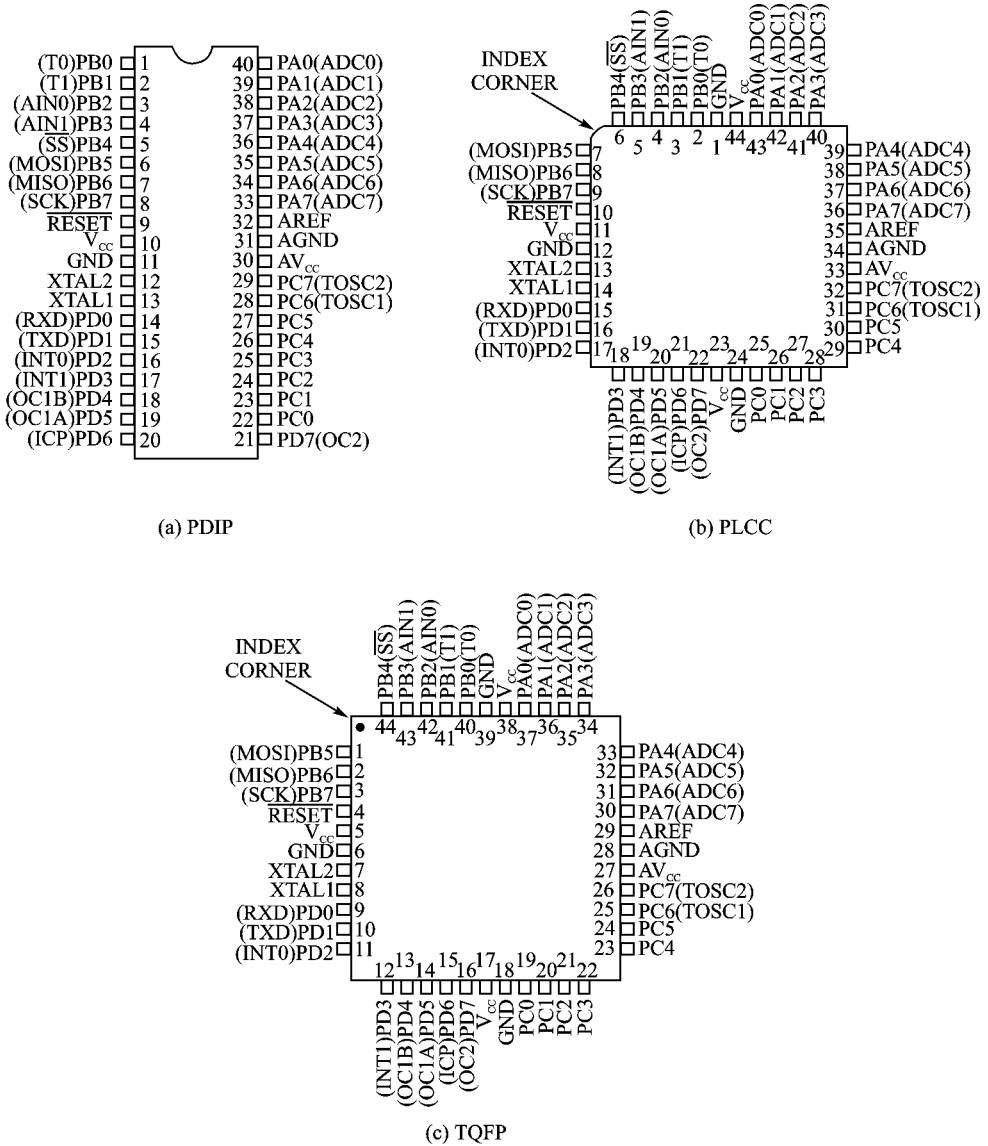 (T0)PB0 1 40 PA0(ADC0)
(T1)PB1 2 39 PA1(ADC1)
(AIN0)PB2 3 38 PA2(ADC2)
(AIN1)PB3 4 37 PA3(ADC3)
(S̅S̅)PB4 5 36 PA4(ADC4)
(MOSI)PB5 6 35 PA5(ADC5)
(MISO)PB6 7 34 PA6(ADC6)
(SCK)PB7 8 33 PA7(ADC7)
R̅E̅S̅E̅T̅ 9 32 AREF
Vcc 10 31 AGND
GND 11 30 AVcc
XTAL2 12 29 PC7(TOSC2)
XTAL1 13 28 PC6(TOSC1)
(RXD)PD0 14 27 PC5
(TXD)PD1 15 26 PC4
(INT0)PD2 16 25 PC3
(INT1)PD3 17 24 PC2
(OC1B)PD4 18 23 PC1
(OC1A)PD5 19 22 PC0
(ICP)PD6 20 21 PD7(OC2)
(a) PDIP
INDEX
CORNER
PB4(S̅S̅) 6
PB3(AIN1) 5
PB2(AIN0) 4
PB1(T1) 3
PB0(T0) 2
GND 1
Vcc 44
PA0(ADC0) 43
PA1(ADC1) 42
PA2(ADC2) 41
PA3(ADC3) 40
(MOSI)PB5 7 39 PA4(ADC4)
(MISO)PB6 8 38 PA5(ADC5)
(SCK)PB7 9 37 PA6(ADC6)
R̅E̅S̅E̅T̅ 10 36 PA7(ADC7)
Vcc 11 35 AREF
GND 12 34 AGND
XTAL2 13 33 AVcc
XTAL1 14 32 PC7(TOSC2)
(RXD)PD0 15 31 PC6(TOSC1)
(TXD)PD1 16 30 PC5
(INT0)PD2 17 29 PC4
18 (INT1)PD3
19 (OC1B)PD4
20 (OC1A)PD5
21 (ICP)PD6
22 (OC2)PD7
23 Vcc
24 GND
25 PC0
26 PC1
27 PC2
28 PC3
(b) PLCC
INDEX
CORNER
PB4(S̅S̅) 44
PB3(AIN1) 43
PB2(AIN0) 42
PB1(T1) 41
PB0(T0) 40
GND 39
Vcc 38
PA0(ADC0) 37
PA1(ADC1) 36
PA2(ADC2) 35
PA3(ADC3) 34
(MOSI)PB5 1 33 PA4(ADC4)
(MISO)PB6 2 32 PA5(ADC5)
(SCK)PB7 3 31 PA6(ADC6)
R̅E̅S̅E̅T̅ 4 30 PA7(ADC7)
Vcc 5 29 AREF
GND 6 28 AGND
XTAL2 7 27 AVcc
XTAL1 8 26 PC7(TOSC2)
(RXD)PD0 9 25 PC6(TOSC1)
(TXD)PD1 10 24 PC5
(INT0)PD2 11 23 PC4
12 (INT1)PD3
13 (OC1B)PD4
14 (OC1A)PD5
15 (ICP)PD6
16 (OC2)PD7
17 Vcc
18 GND
19 PC0
20 PC1
21 PC2
22 PC3
(c) TQFP